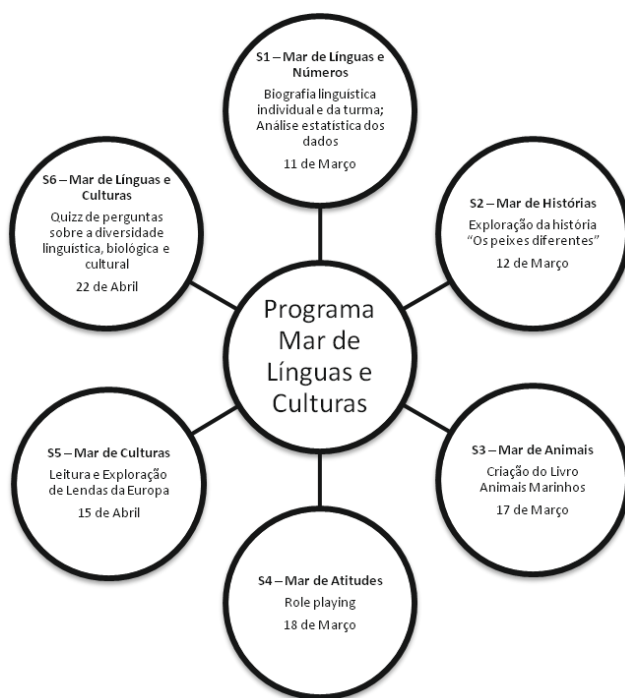 S1 – Mar de Línguas e
Números
Biografia linguística
individual e da turma;
Análise estatística dos
dados
11 de Março
S2 – Mar de Histórias
Exploração da história
"Os peixes diferentes"
12 de Março
S3 – Mar de Animais
Criação do Livro
Animais Marinhos
17 de Março
S4 – Mar de Atitudes
Role playing
18 de Março
S5 – Mar de Culturas
Leitura e Exploração
de Lendas da Europa
15 de Abril
S6 – Mar de Línguas e
Culturas
Quizz de perguntas
sobre a diversidade
linguística, biológica e
cultural
22 de Abril
Programa
Mar de
Línguas e
Culturas